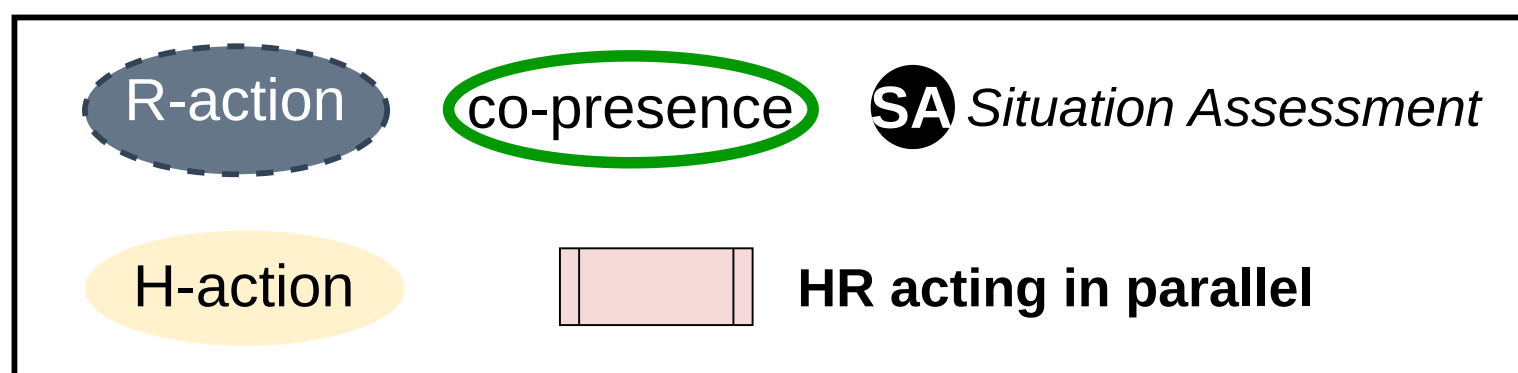 R-action
co-presence
SA Situation Assessment
H-action
HR acting in parallel